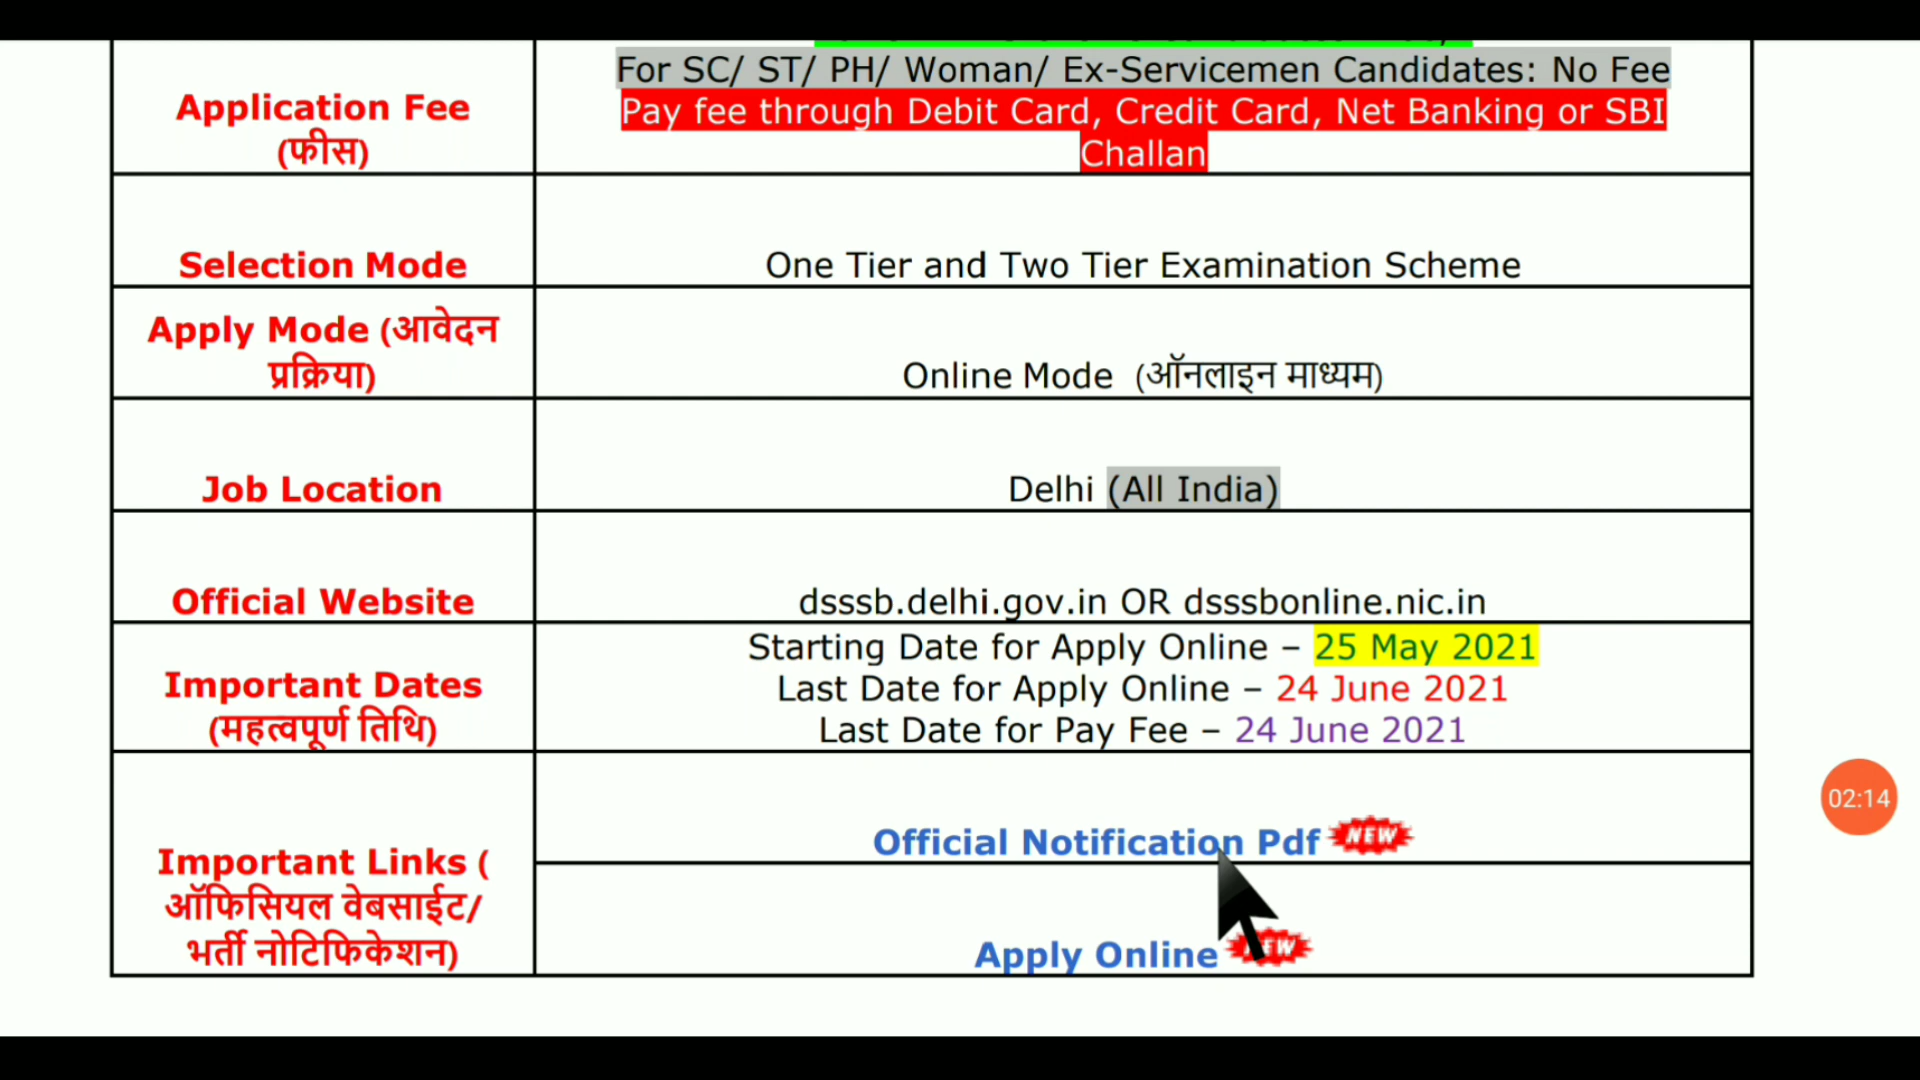 For SC/ ST/ PH/ Woman/ Ex-Servicemen Candidates: No Fee
Application Fee
(फीस)
Pay fee through Debit Card, Credit Card, Net Banking or SBI
Challan
Selection Mode
One Tier and Two Tier Examination Scheme
Apply Mode (आवेदन
प्रक्रिया)
Online Mode (ऑनलाइन माध्यम)
Job Location
Delhi (All India)
Official Website
dsssb.delhi.gov.in OR dsssbonline.nic.in
Important Dates
(महत्वपूर्ण तिथि)
Starting Date for Apply Online – 25 May 2021
Last Date for Apply Online – 24 June 2021
Last Date for Pay Fee – 24 June 2021
Important Links (
ऑफिसियल वेबसाईट/
भर्ती नोटिफिकेशन)
Official Notification Pdf NEW
Apply Online NEW
02:14